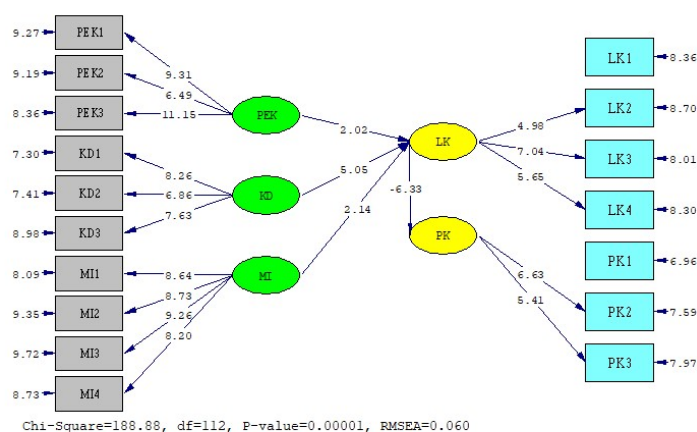 9.27 PEK1
9.19 PEK2
8.36 PEK3
7.30 KD1
7.41 KD2
8.98 KD3
8.09 MI1
9.35 MI2
9.72 MI3
8.73 MI4
9.31
6.49
11.15
8.26
6.86
7.63
8.64
8.73
9.26
8.20
PEK
KD
MI
2.02
5.05
2.14
LK
-6.33
PK
4.98
7.04
5.65
6.63
5.41
LK1 8.36
LK2 8.70
LK3 8.01
LK4 8.30
PK1 6.96
PK2 7.59
PK3 7.97
Chi-Square=188.88, df=112, P-value=0.00001, RMSEA=0.060